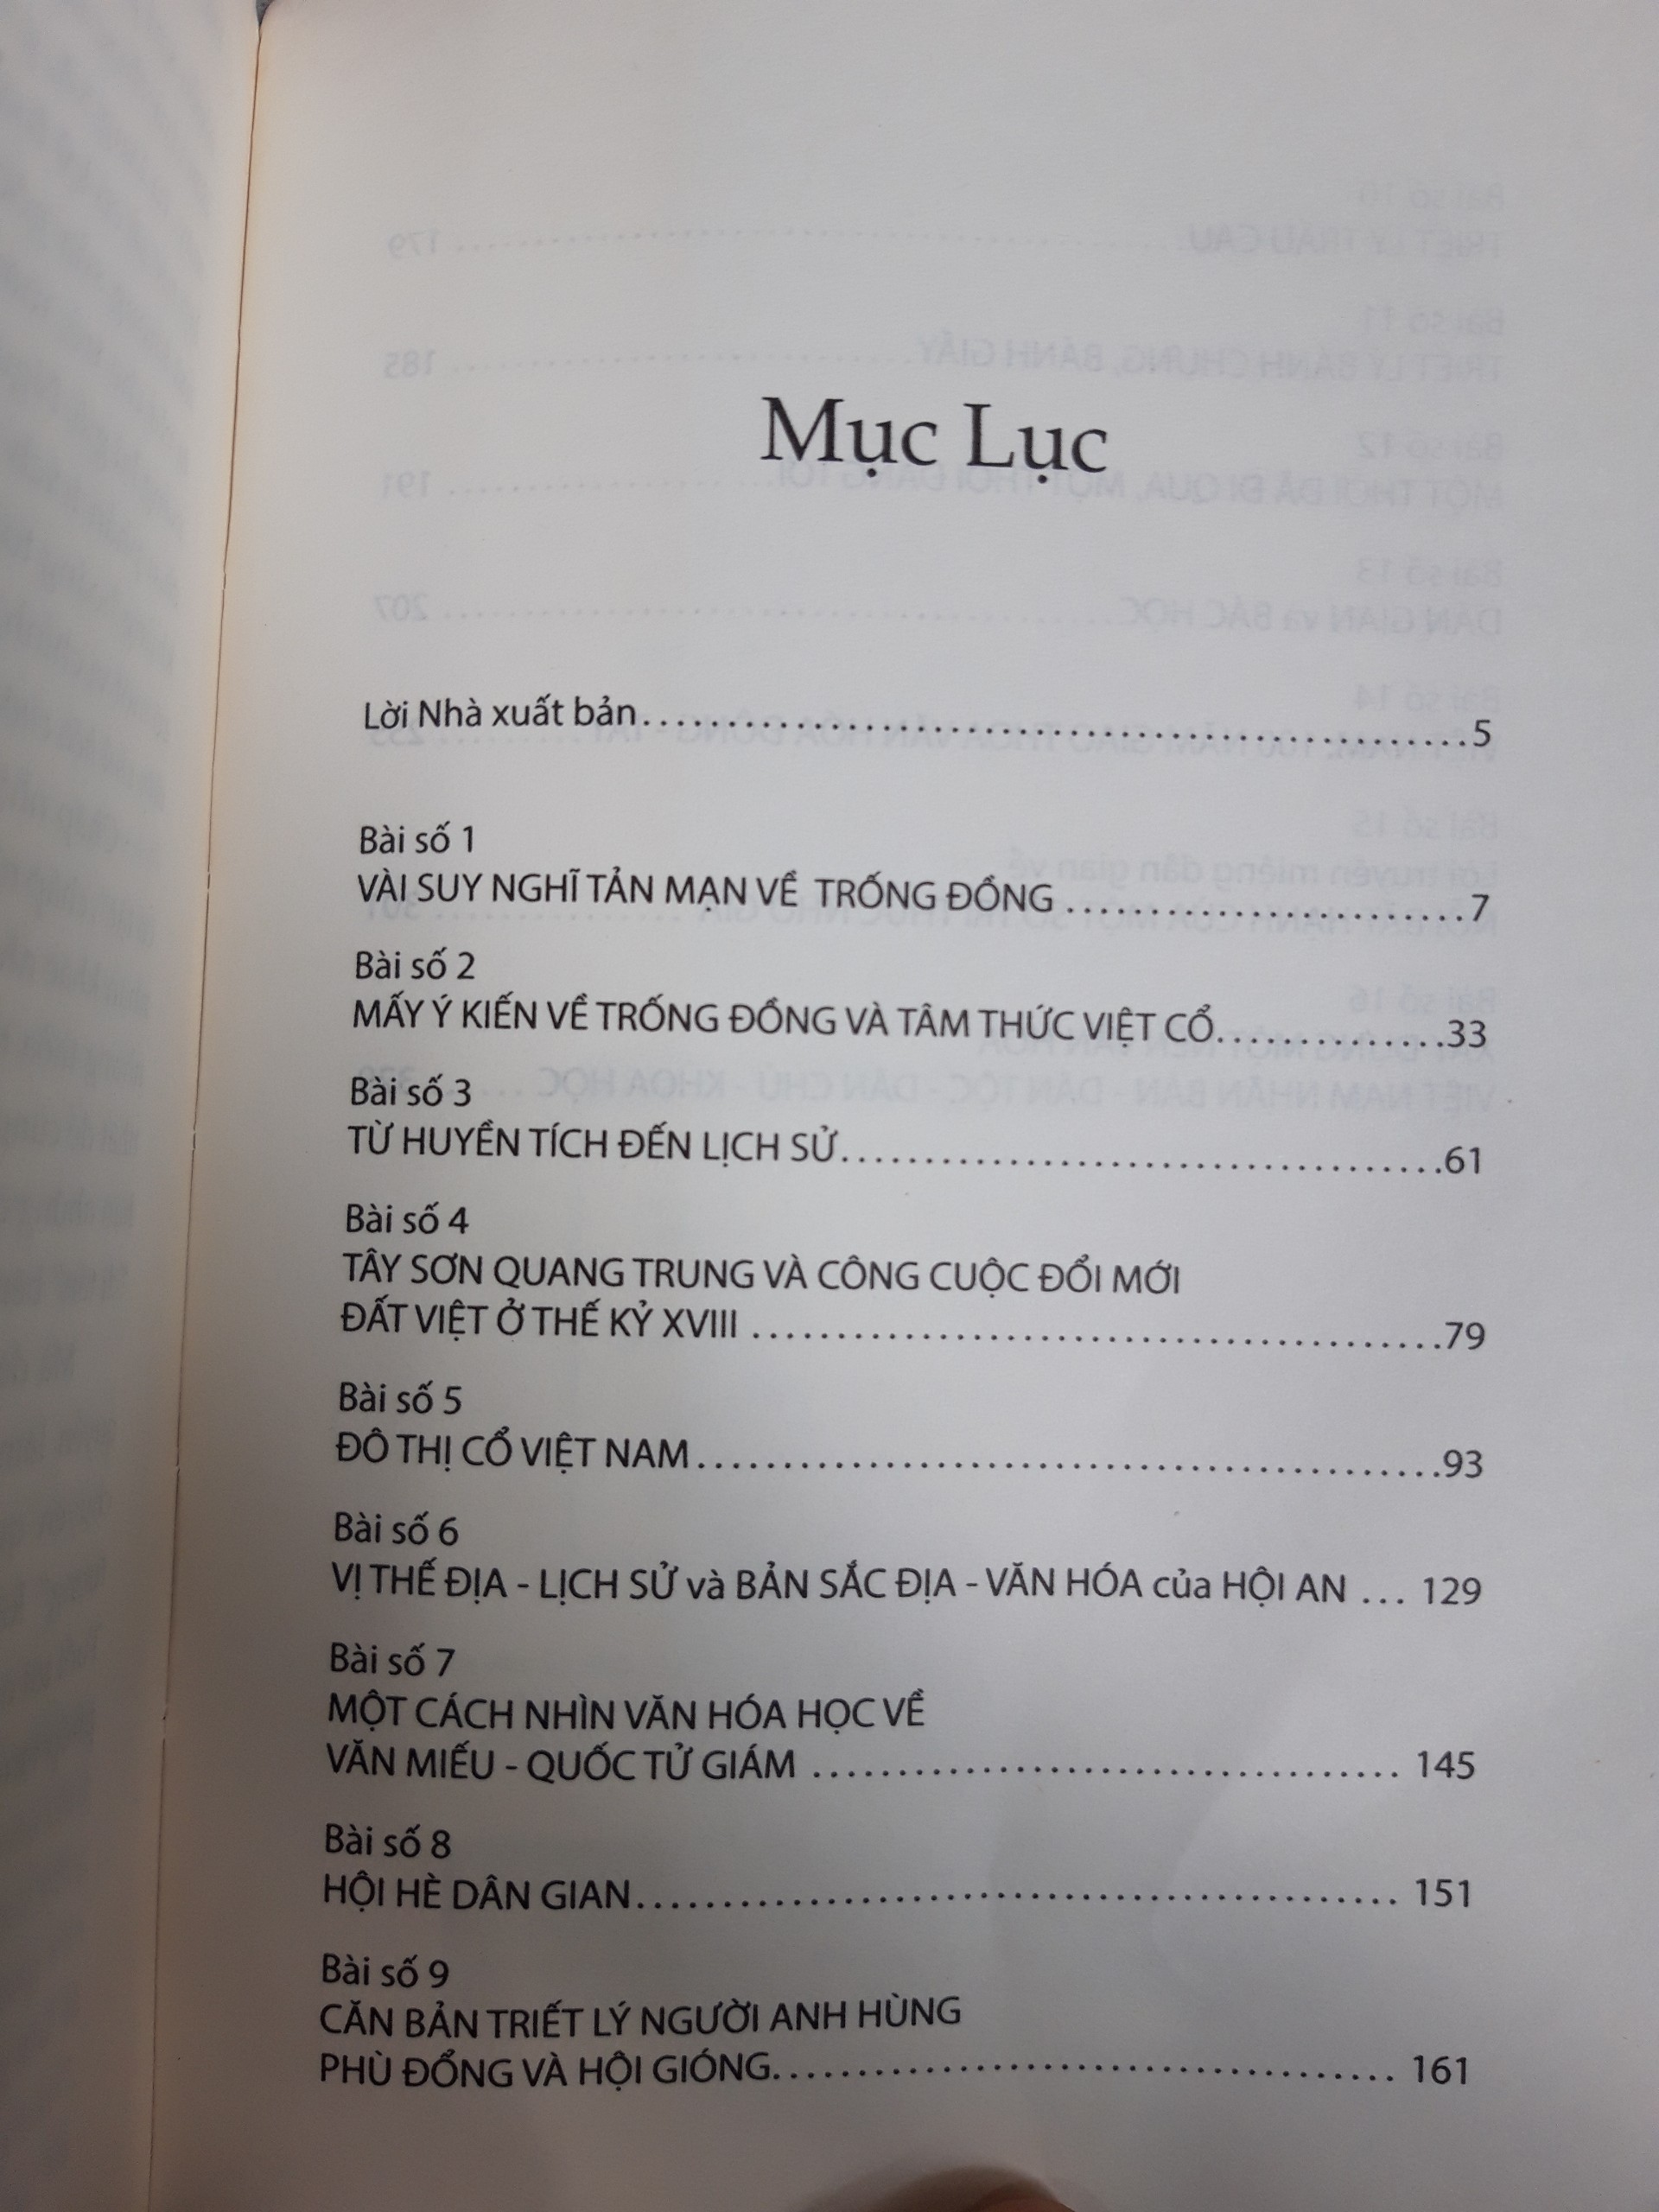 Mục Lục
Lời Nhà xuất bản..................................................5
Bài số 1
VÀI SUY NGHĨ TẢN MẠN VỀ TRỐNG ĐỒNG .........................7
Bài số 2
MẤY Ý KIẾN VỀ TRỐNG ĐỒNG VÀ TÂM THỨC VIỆT CỔ..............33
Bài số 3
TỪ HUYỀN TÍCH ĐẾN LỊCH SỬ....................................61
Bài số 4
TÂY SƠN QUANG TRUNG VÀ CÔNG CUỘC ĐỔI MỚI
ĐẤT VIỆT Ở THẾ KỶ XVIII ..........................................79
Bài số 5
ĐÔ THỊ CỔ VIỆT NAM.............................................93
Bài số 6
VỊ THẾ ĐỊA - LỊCH SỬ và BẢN SẮC ĐỊA - VĂN HÓA của HỘI AN ... 129
Bài số 7
MỘT CÁCH NHÌN VĂN HÓA HỌC VỀ
VĂN MIẾU - QUỐC TỬ GIÁM ................................... 145
Bài số 8
HỘI HÈ DÂN GIAN.............................................. 151
Bài số 9
CĂN BẢN TRIẾT LÝ NGƯỜI ANH HÙNG
PHÙ ĐỔNG VÀ HỘI GIÓNG...................................... 161